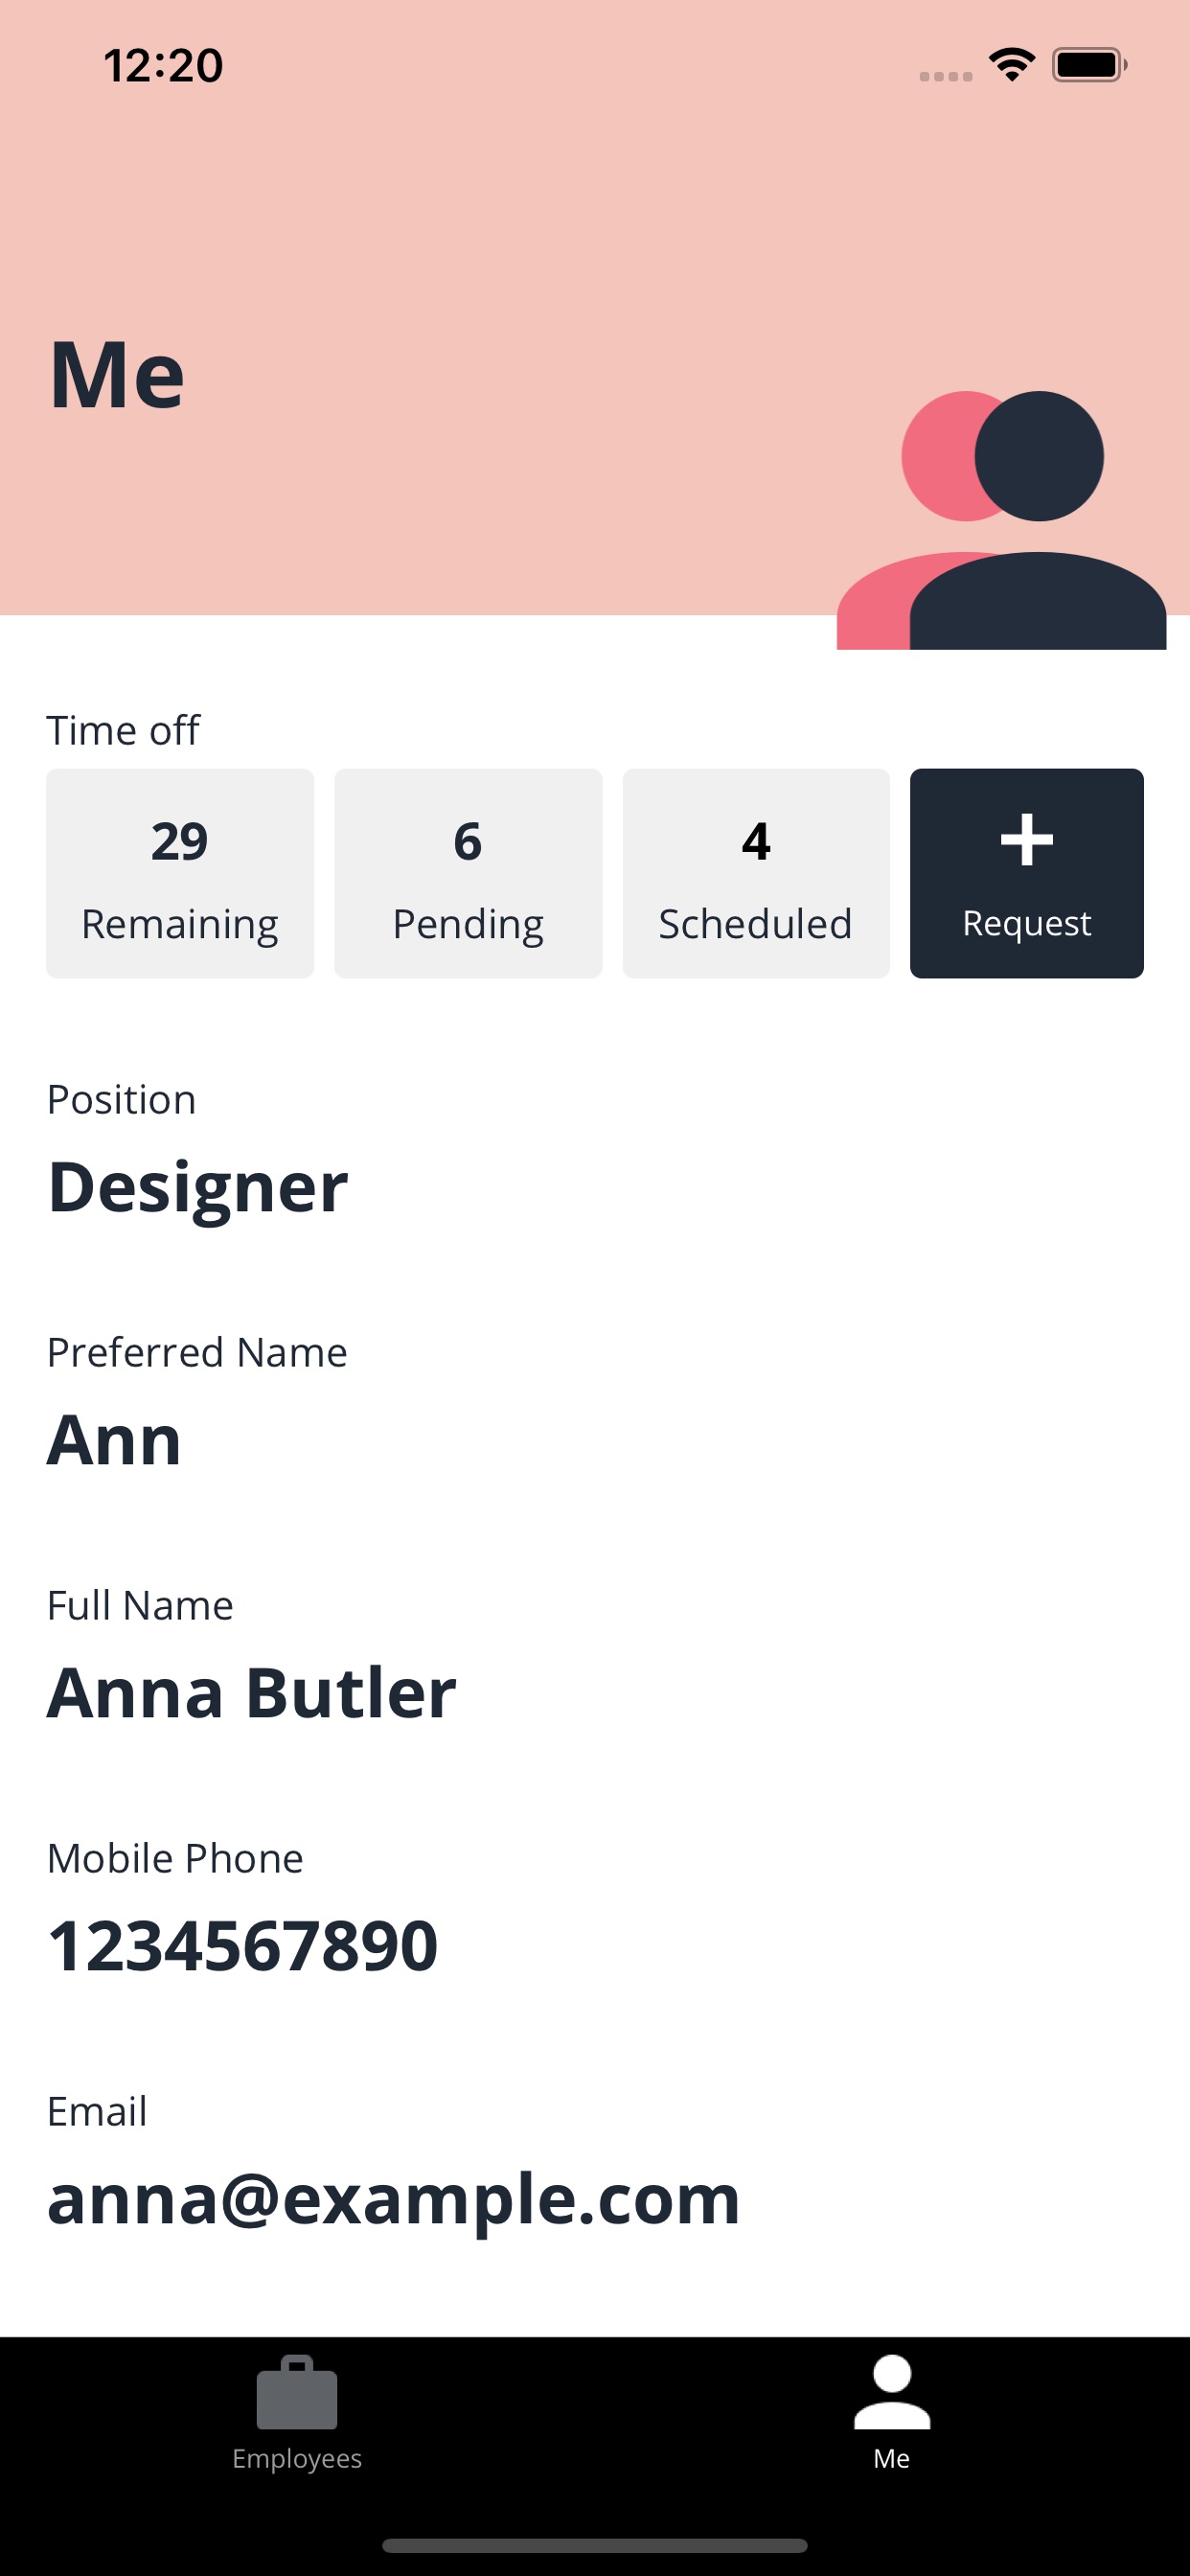 12:20
Me
Time off
29
Remaining
6
Pending
4
Scheduled
Request
Position
Designer
Preferred Name
Ann
Full Name
Anna Butler
Mobile Phone
1234567890
Email
anna@example.com
Employees
Me